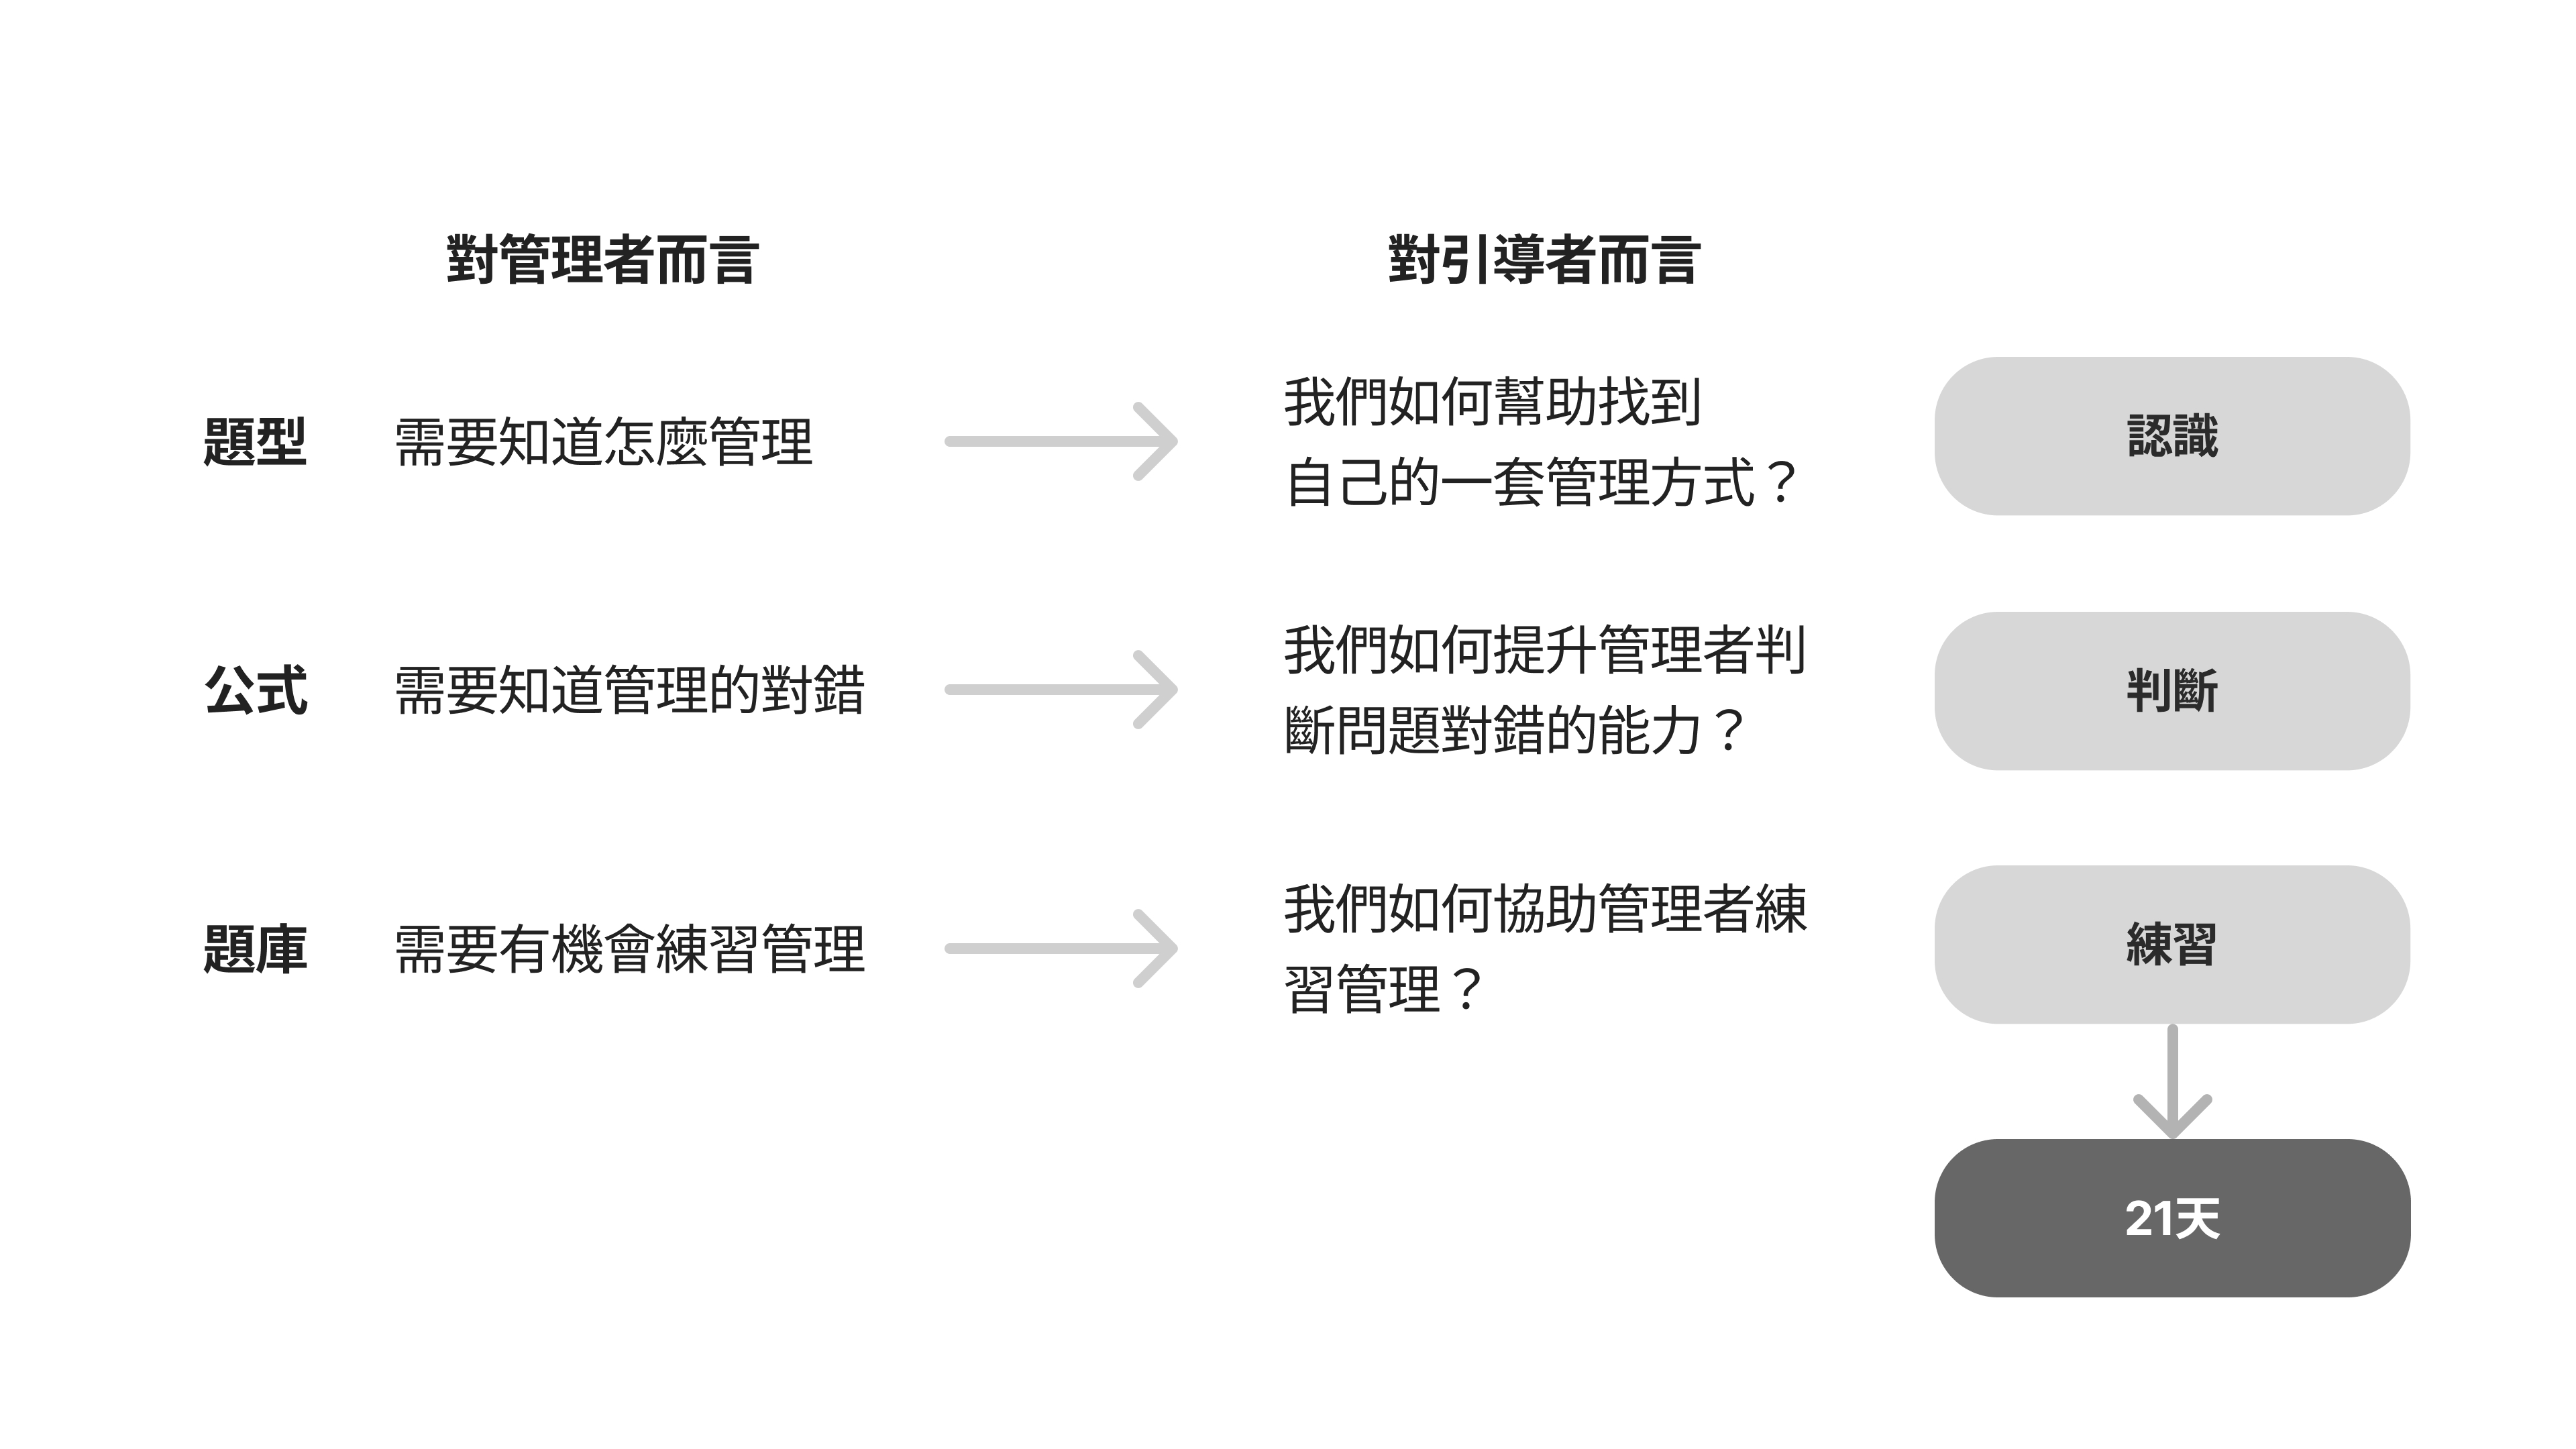 對管理者而言
對引導者而言
題型
需要知道怎麼管理
我們如何幫助找到
自己的一套管理方式？
認識
公式
需要知道管理的對錯
我們如何提升管理者判
斷問題對錯的能力？
判斷
題庫
需要有機會練習管理
我們如何協助管理者練
習管理？
練習
21天